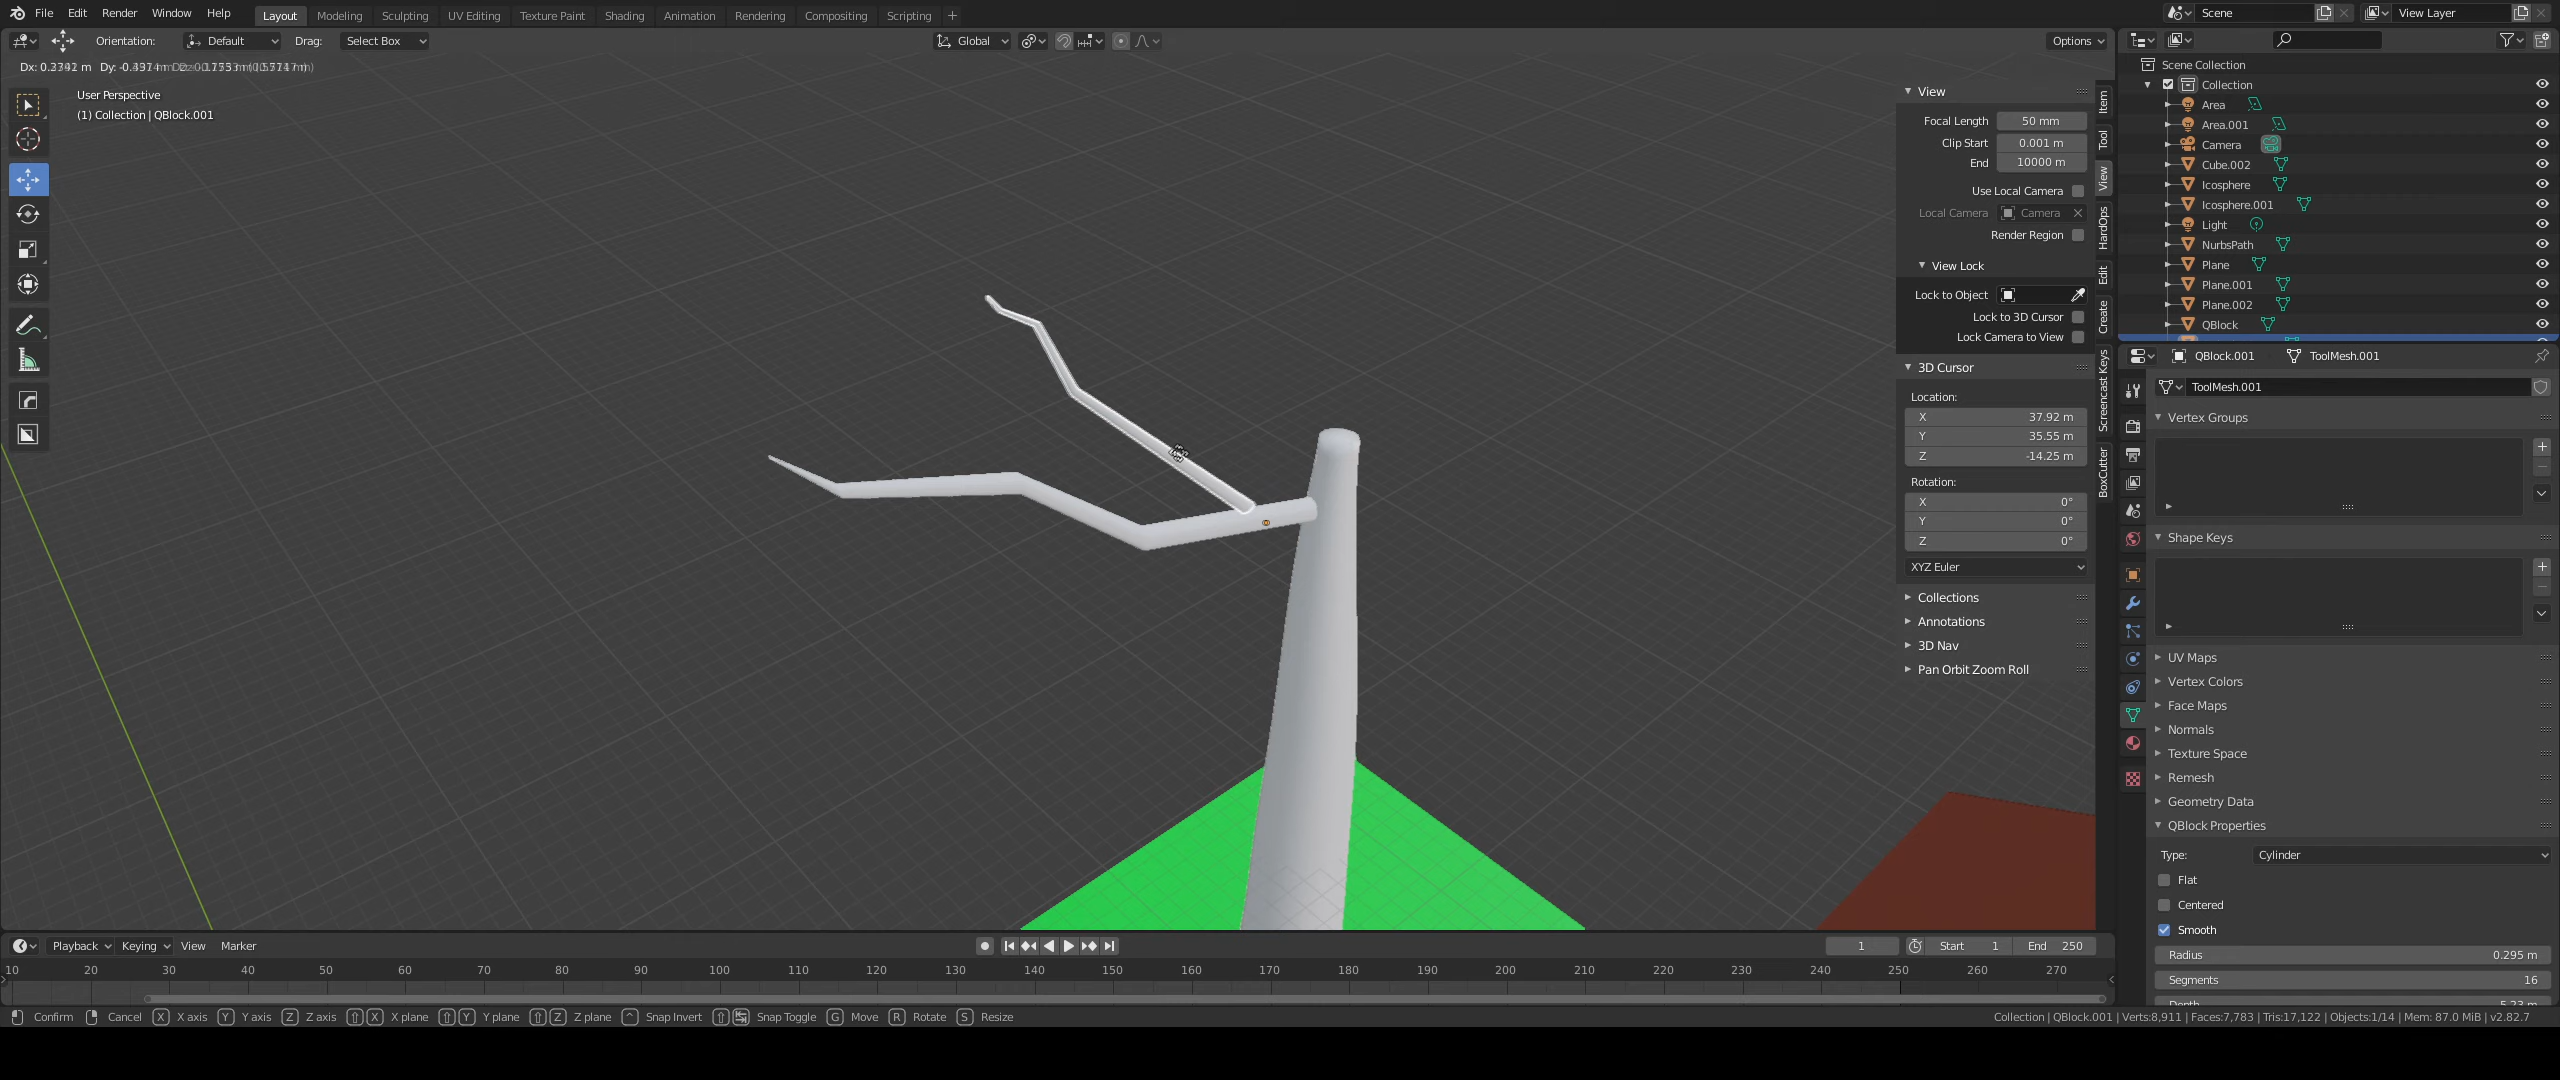 File Edit Render Window Help Layout Modeling Sculpting UV Editing Texture Paint Shading Animation Rendering Compositing Scripting + Scene View Layer
Orientation: Default Drag: Select Box Global Options
User Perspective
(1) Collection | QBlock.001
View
Focal Length 50 mm
Clip Start 0.001 m
End 10000 m
Use Local Camera
Local Camera Camera
Render Region
View Lock
Lock to Object
Lock to 3D Cursor
Lock Camera to View
3D Cursor
Location:
X 37.92 m
Y 35.55 m
Z -14.25 m
Rotation:
X 0°
Y 0°
Z 0°
XYZ Euler
Collections
Annotations
3D Nav
Pan Orbit Zoom Roll
Item
Tool
View
HardOps
Edit
Create
Screencast Keys
BoxCutter
Scene Collection
Collection
Area
Area.001
Camera
Cube.002
Icosphere
Icosphere.001
Light
NurbsPath
Plane
Plane.001
Plane.002
QBlock
QBlock.001 ToolMesh.001
ToolMesh.001
Vertex Groups
Shape Keys
UV Maps
Vertex Colors
Face Maps
Normals
Texture Space
Remesh
Geometry Data
QBlock Properties
Type: Cylinder
Flat
Centered
Smooth
Radius 0.295 m
Segments 16
Depth 5.23 m
Playback Keying View Marker 1 Start 1 End 250
10 20 30 40 50 60 70 80 90 100 110 120 130 140 150 160 170 180 190 200 210 220 230 240 250 260 270
Confirm Cancel X X axis Y Y axis Z Z axis X X plane Y Y plane Z Z plane ^ Snap Invert Snap Toggle G Move R Rotate S Resize
Collection | QBlock.001 | Verts:8,911 | Faces:7,783 | Tris:17,122 | Objects:1/14 | Mem: 87.0 MiB | v2.82.7